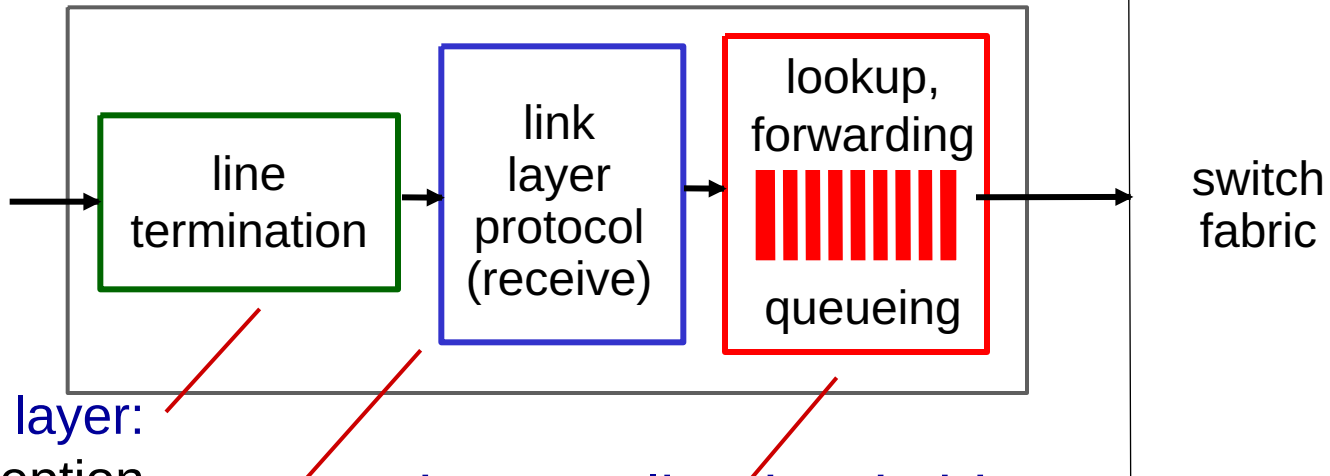 line
termination
link
layer
protocol
(receive)
lookup,
forwarding
queueing
switch
fabric
layer: